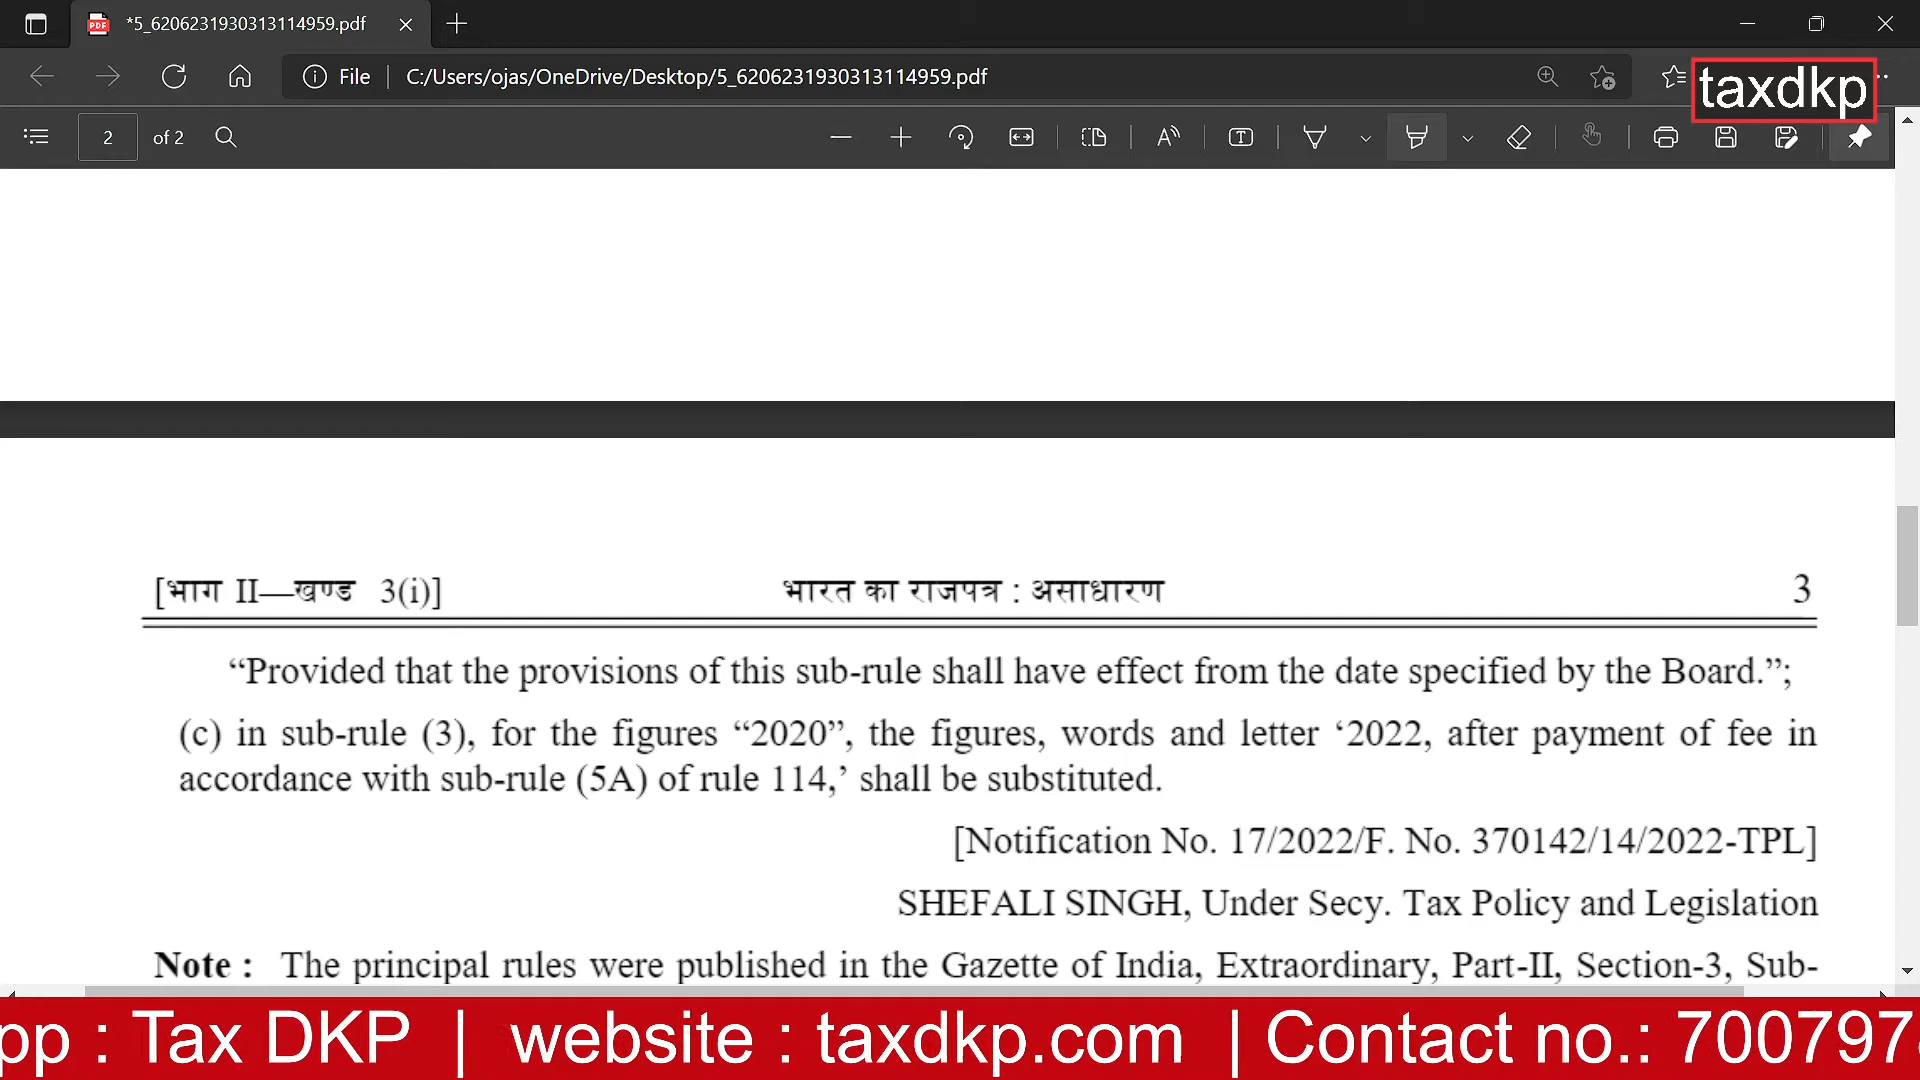 *5_6206231930313114959.pdf
File C:/Users/ojas/OneDrive/Desktop/5_6206231930313114959.pdf
taxdkp
2 of 2
[भाग II—खण्ड 3(i)] भारत का राजपत्र : असाधारण 3
“Provided that the provisions of this sub-rule shall have effect from the date specified by the Board.”;
(c) in sub-rule (3), for the figures “2020”, the figures, words and letter ‘2022, after payment of fee in
accordance with sub-rule (5A) of rule 114,’ shall be substituted.
[Notification No. 17/2022/F. No. 370142/14/2022-TPL]
SHEFALI SINGH, Under Secy. Tax Policy and Legislation
Note : The principal rules were published in the Gazette of India, Extraordinary, Part-II, Section-3, Sub-
pp : Tax DKP | website : taxdkp.com | Contact no.: 700797